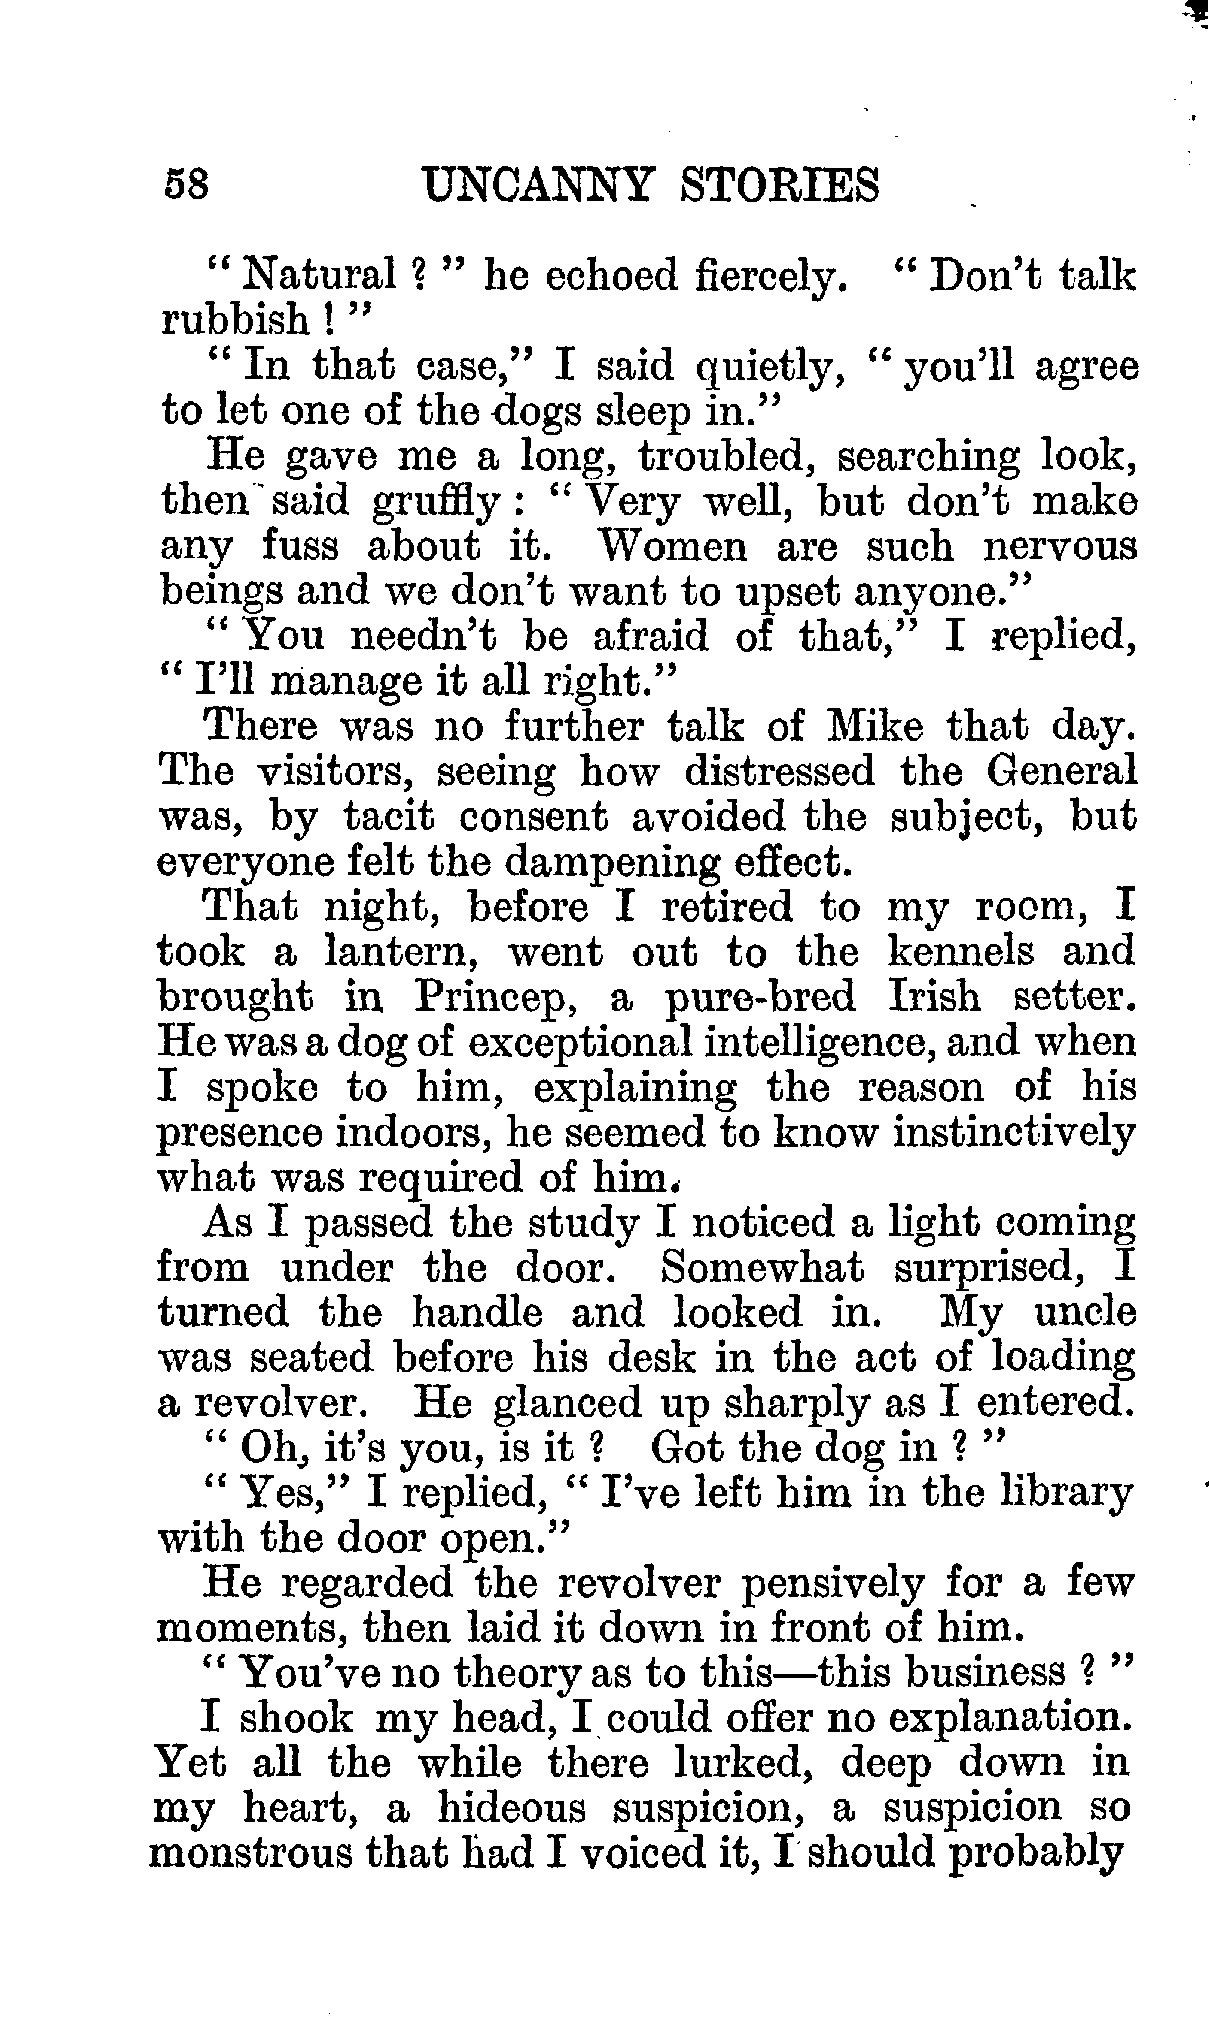 58 UNCANNY STORIES
“ Natural ? ” he echoed fiercely. “ Don’t talk
rubbish ! ”
“ In that case,” I said quietly, “ you’ll agree
to let one of the dogs sleep in.”
He gave me a long, troubled, searching look,
then said gruffly : “ Very well, but don’t make
any fuss about it. Women are such nervous
beings and we don’t want to upset anyone.”
“ You needn’t be afraid of that,” I replied,
“ I’ll manage it all right.”
There was no further talk of Mike that day.
The visitors, seeing how distressed the General
was, by tacit consent avoided the subject, but
everyone felt the dampening effect.
That night, before I retired to my room, I
took a lantern, went out to the kennels and
brought in Princep, a pure-bred Irish setter.
He was a dog of exceptional intelligence, and when
I spoke to him, explaining the reason of his
presence indoors, he seemed to know instinctively
what was required of him.
As I passed the study I noticed a light coming
from under the door. Somewhat surprised, I
turned the handle and looked in. My uncle
was seated before his desk in the act of loading
a revolver. He glanced up sharply as I entered.
“ Oh, it’s you, is it ? Got the dog in ? ”
“ Yes,” I replied, “ I’ve left him in the library
with the door open.”
He regarded the revolver pensively for a few
moments, then laid it down in front of him.
“ You’ve no theory as to this—this business ? ”
I shook my head, I could offer no explanation.
Yet all the while there lurked, deep down in
my heart, a hideous suspicion, a suspicion so
monstrous that had I voiced it, I should probably